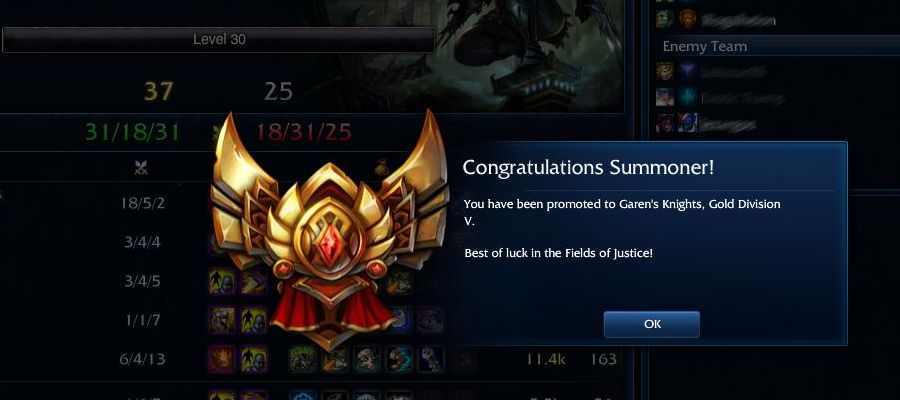 Level 30
Enemy Team
37 25
31/18/31 18/31/25
Congratulations Summoner!
You have been promoted to Garen's Knights, Gold Division
V.
Best of luck in the Fields of Justice!
OK
18/5/2
3/4/4
3/4/5
1/1/7
6/4/13 11.4k 163